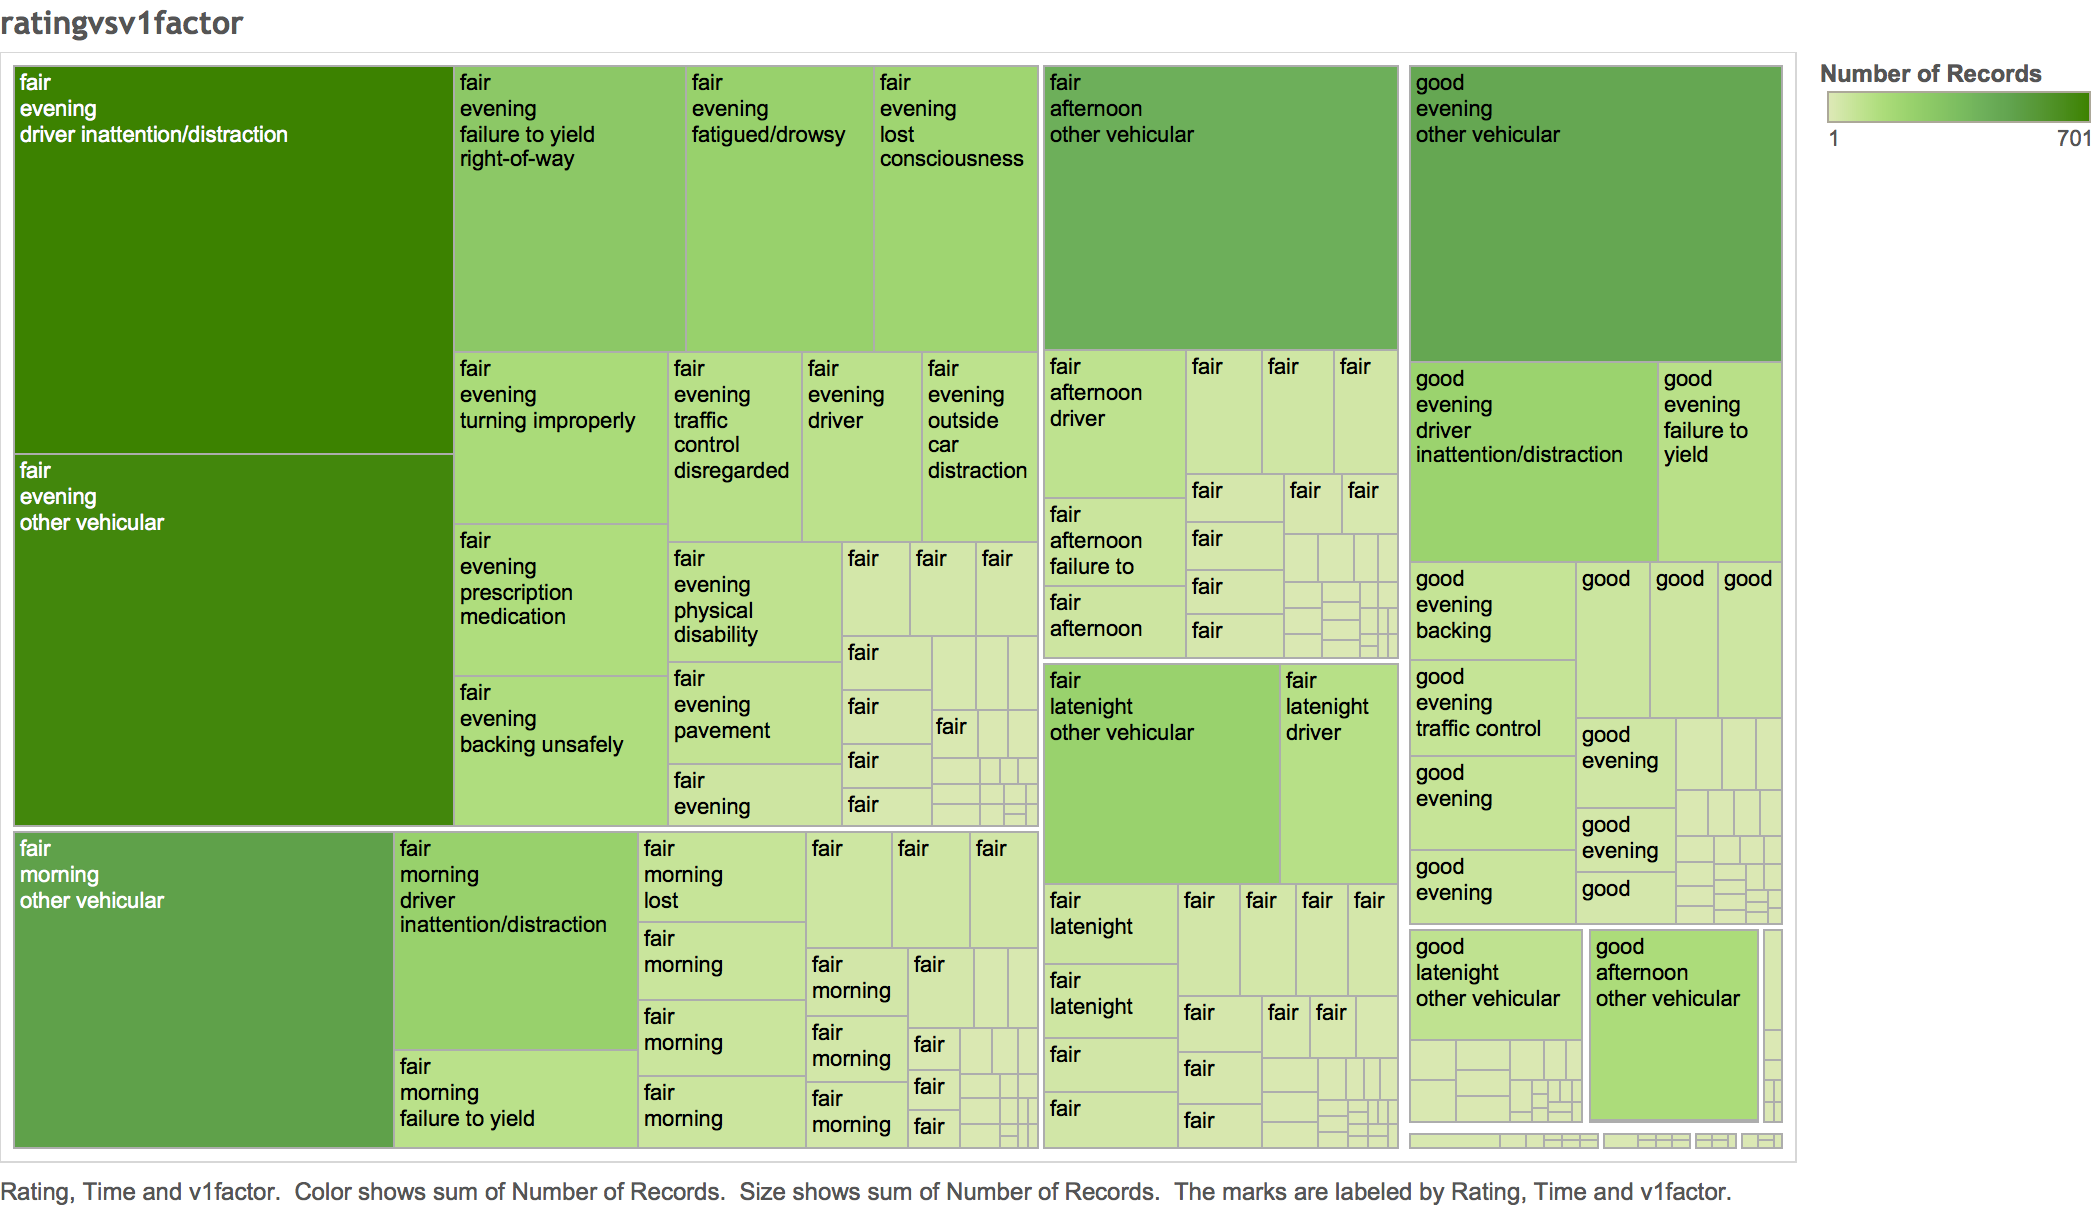 ratingvsv1factor
fair
evening
driver inattention/distraction
fair
evening
other vehicular
fair
evening
failure to yield
right-of-way
fair
evening
fatigued/drowsy
fair
evening
lost
consciousness
fair
evening
turning improperly
fair
evening
traffic
control
disregarded
fair
evening
driver
fair
evening
outside
car
distraction
fair
evening
prescription
medication
fair
evening
backing unsafely
fair
evening
physical
disability
fair
evening
pavement
fair
evening
fair
fair
fair
fair
fair
fair
fair
fair
fair
morning
other vehicular
fair
morning
driver
inattention/distraction
fair
morning
failure to yield
fair
morning
lost
fair
morning
fair
morning
fair
morning
fair
fair
fair
fair
morning
fair
morning
fair
morning
fair
fair
fair
fair
fair
afternoon
other vehicular
fair
afternoon
driver
fair
afternoon
failure to
fair
afternoon
fair
fair
fair
fair
fair
fair
fair
fair
fair
fair
latenight
other vehicular
fair
latenight
driver
fair
latenight
fair
latenight
fair
fair
fair
fair
fair
fair
fair
fair
fair
fair
fair
good
evening
other vehicular
good
evening
driver
inattention/distraction
good
evening
failure to
yield
good
evening
backing
good
evening
traffic control
good
evening
good
evening
good
good
good
good
evening
good
evening
good
good
latenight
other vehicular
good
afternoon
other vehicular
Number of Records
1
701
Rating, Time and v1factor.  Color shows sum of Number of Records.  Size shows sum of Number of Records.  The marks are labeled by Rating, Time and v1factor.